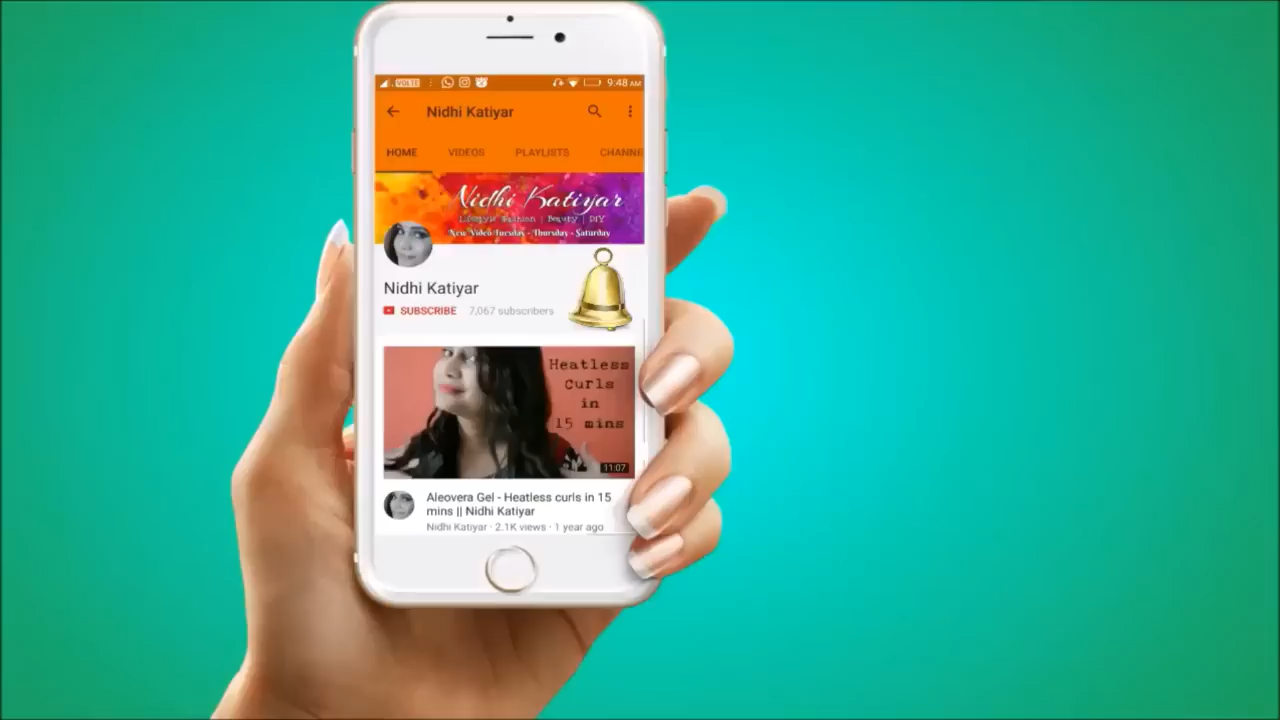 VOLTE 9:48 AM
Nidhi Katiyar
HOME VIDEOS PLAYLISTS CHANNE
Nidhi Katiyar
Lifestyle | Fashion | Beauty | DIY
New Video Tuesday - Thursday - Saturday
Nidhi Katiyar
SUBSCRIBE 7,067 subscribers
Heatless
Curls
in
15 mins
11:07
Aleovera Gel - Heatless curls in 15
mins || Nidhi Katiyar
Nidhi Katiyar · 2.1K views · 1 year ago